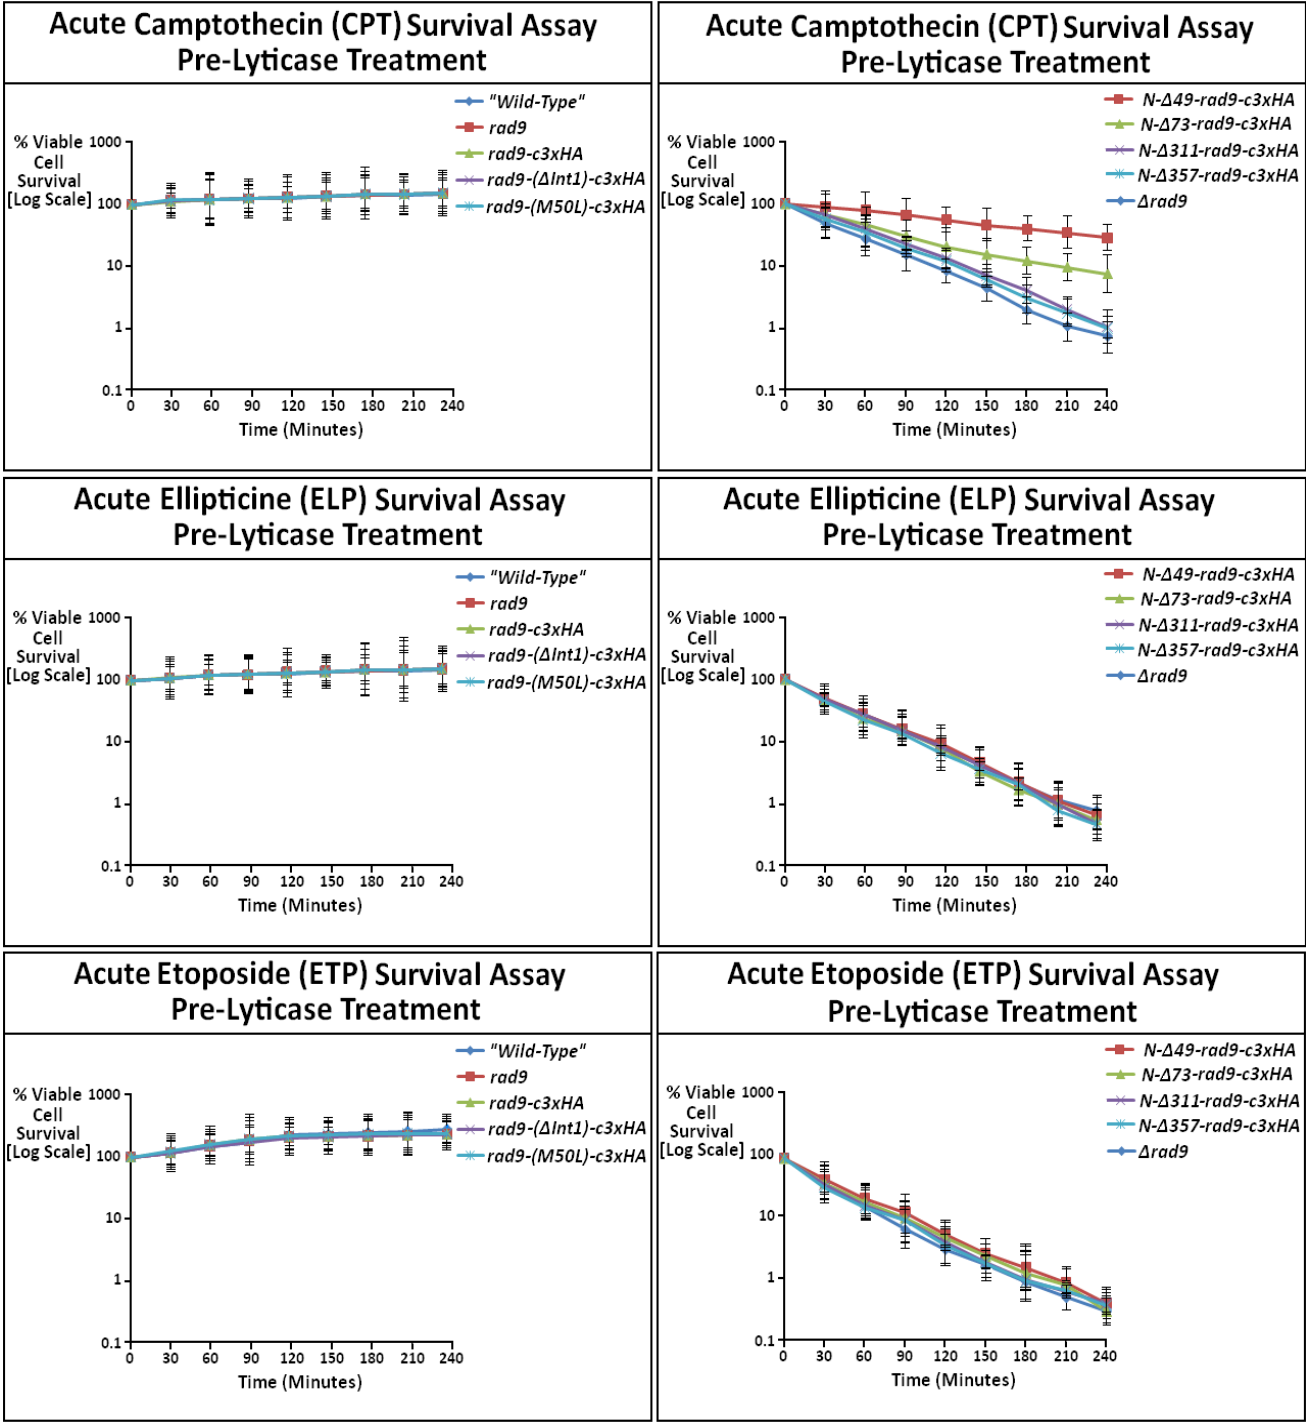 Acute Camptothecin (CPT) Survival Assay
Pre-Lyticase Treatment
"Wild-Type"
rad9
rad9-c3xHA
rad9-(ΔInt1)-c3xHA
rad9-(M50L)-c3xHA
% Viable
Cell
Survival
[Log Scale]
1000
100
10
1
0.1
0 30 60 90 120 150 180 210 240
Time (Minutes)
Acute Camptothecin (CPT) Survival Assay
Pre-Lyticase Treatment
N-Δ49-rad9-c3xHA
N-Δ73-rad9-c3xHA
N-Δ311-rad9-c3xHA
N-Δ357-rad9-c3xHA
Δrad9
% Viable
Cell
Survival
[Log Scale]
1000
100
10
1
0.1
0 30 60 90 120 150 180 210 240
Time (Minutes)
Acute Ellipticine (ELP) Survival Assay
Pre-Lyticase Treatment
"Wild-Type"
rad9
rad9-c3xHA
rad9-(ΔInt1)-c3xHA
rad9-(M50L)-c3xHA
% Viable
Cell
Survival
[Log Scale]
1000
100
10
1
0.1
0 30 60 90 120 150 180 210 240
Time (Minutes)
Acute Ellipticine (ELP) Survival Assay
Pre-Lyticase Treatment
N-Δ49-rad9-c3xHA
N-Δ73-rad9-c3xHA
N-Δ311-rad9-c3xHA
N-Δ357-rad9-c3xHA
Δrad9
% Viable
Cell
Survival
[Log Scale]
1000
100
10
1
0.1
0 30 60 90 120 150 180 210 240
Time (Minutes)
Acute Etoposide (ETP) Survival Assay
Pre-Lyticase Treatment
"Wild-Type"
rad9
rad9-c3xHA
rad9-(ΔInt1)-c3xHA
rad9-(M50L)-c3xHA
% Viable
Cell
Survival
[Log Scale]
1000
100
10
1
0.1
0 30 60 90 120 150 180 210 240
Time (Minutes)
Acute Etoposide (ETP) Survival Assay
Pre-Lyticase Treatment
N-Δ49-rad9-c3xHA
N-Δ73-rad9-c3xHA
N-Δ311-rad9-c3xHA
N-Δ357-rad9-c3xHA
Δrad9
% Viable
Cell
Survival
[Log Scale]
1000
100
10
1
0.1
0 30 60 90 120 150 180 210 240
Time (Minutes)